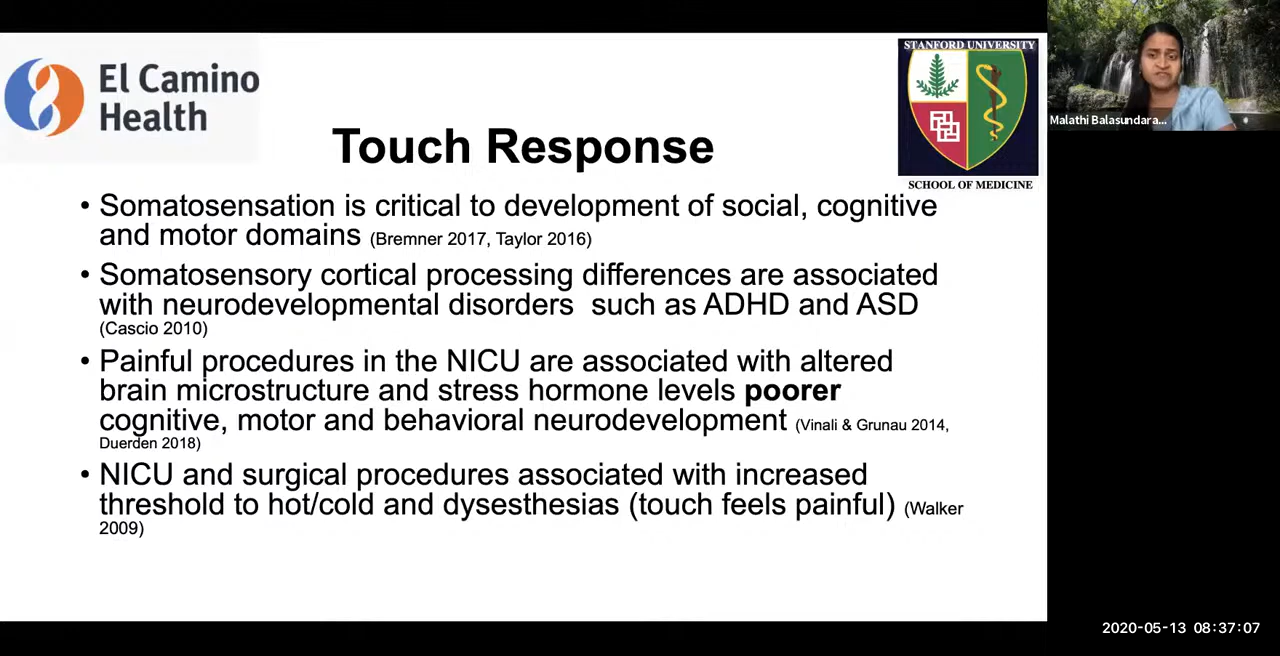 El Camino
Health
STANFORD UNIVERSITY
SCHOOL OF MEDICINE
Malathi Balasundara...
Touch Response
• Somatosensation is critical to development of social, cognitive
and motor domains (Bremner 2017, Taylor 2016)
• Somatosensory cortical processing differences are associated
with neurodevelopmental disorders  such as ADHD and ASD
(Cascio 2010)
• Painful procedures in the NICU are associated with altered
brain microstructure and stress hormone levels poorer
cognitive, motor and behavioral neurodevelopment (Vinali & Grunau 2014,
Duerden 2018)
• NICU and surgical procedures associated with increased
threshold to hot/cold and dysesthesias (touch feels painful) (Walker
2009)
2020-05-13 08:37:07